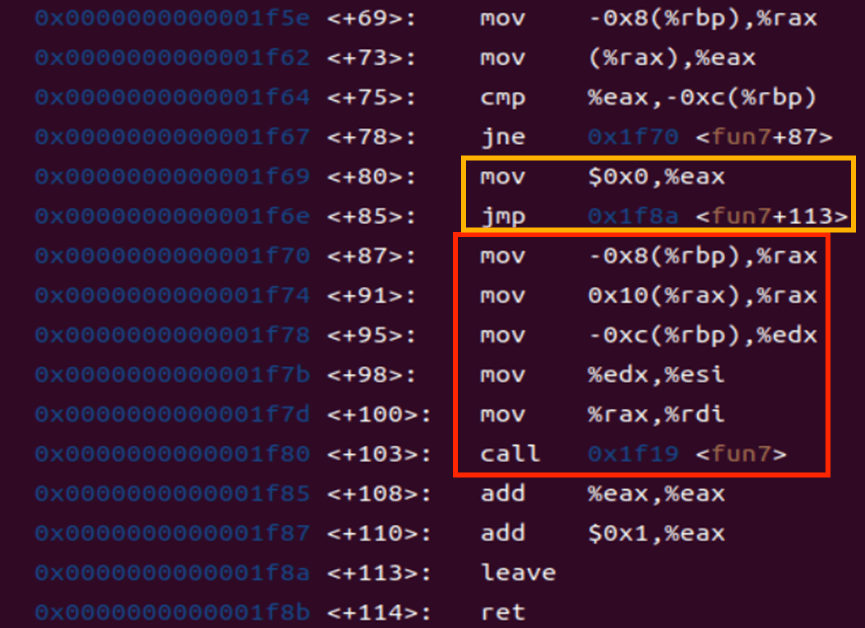 0x0000000000001f5e <+69>: mov -0x8(%rbp),%rax
0x0000000000001f62 <+73>: mov (%rax),%eax
0x0000000000001f64 <+75>: cmp %eax,-0xc(%rbp)
0x0000000000001f67 <+78>: jne 0x1f70 <fun7+87>
0x0000000000001f69 <+80>: mov $0x0,%eax
0x0000000000001f6e <+85>: jmp 0x1f8a <fun7+113>
0x0000000000001f70 <+87>: mov -0x8(%rbp),%rax
0x0000000000001f74 <+91>: mov 0x10(%rax),%rax
0x0000000000001f78 <+95>: mov -0xc(%rbp),%edx
0x0000000000001f7b <+98>: mov %edx,%esi
0x0000000000001f7d <+100>: mov %rax,%rdi
0x0000000000001f80 <+103>: call 0x1f19 <fun7>
0x0000000000001f85 <+108>: add %eax,%eax
0x0000000000001f87 <+110>: add $0x1,%eax
0x0000000000001f8a <+113>: leave
0x0000000000001f8b <+114>: ret